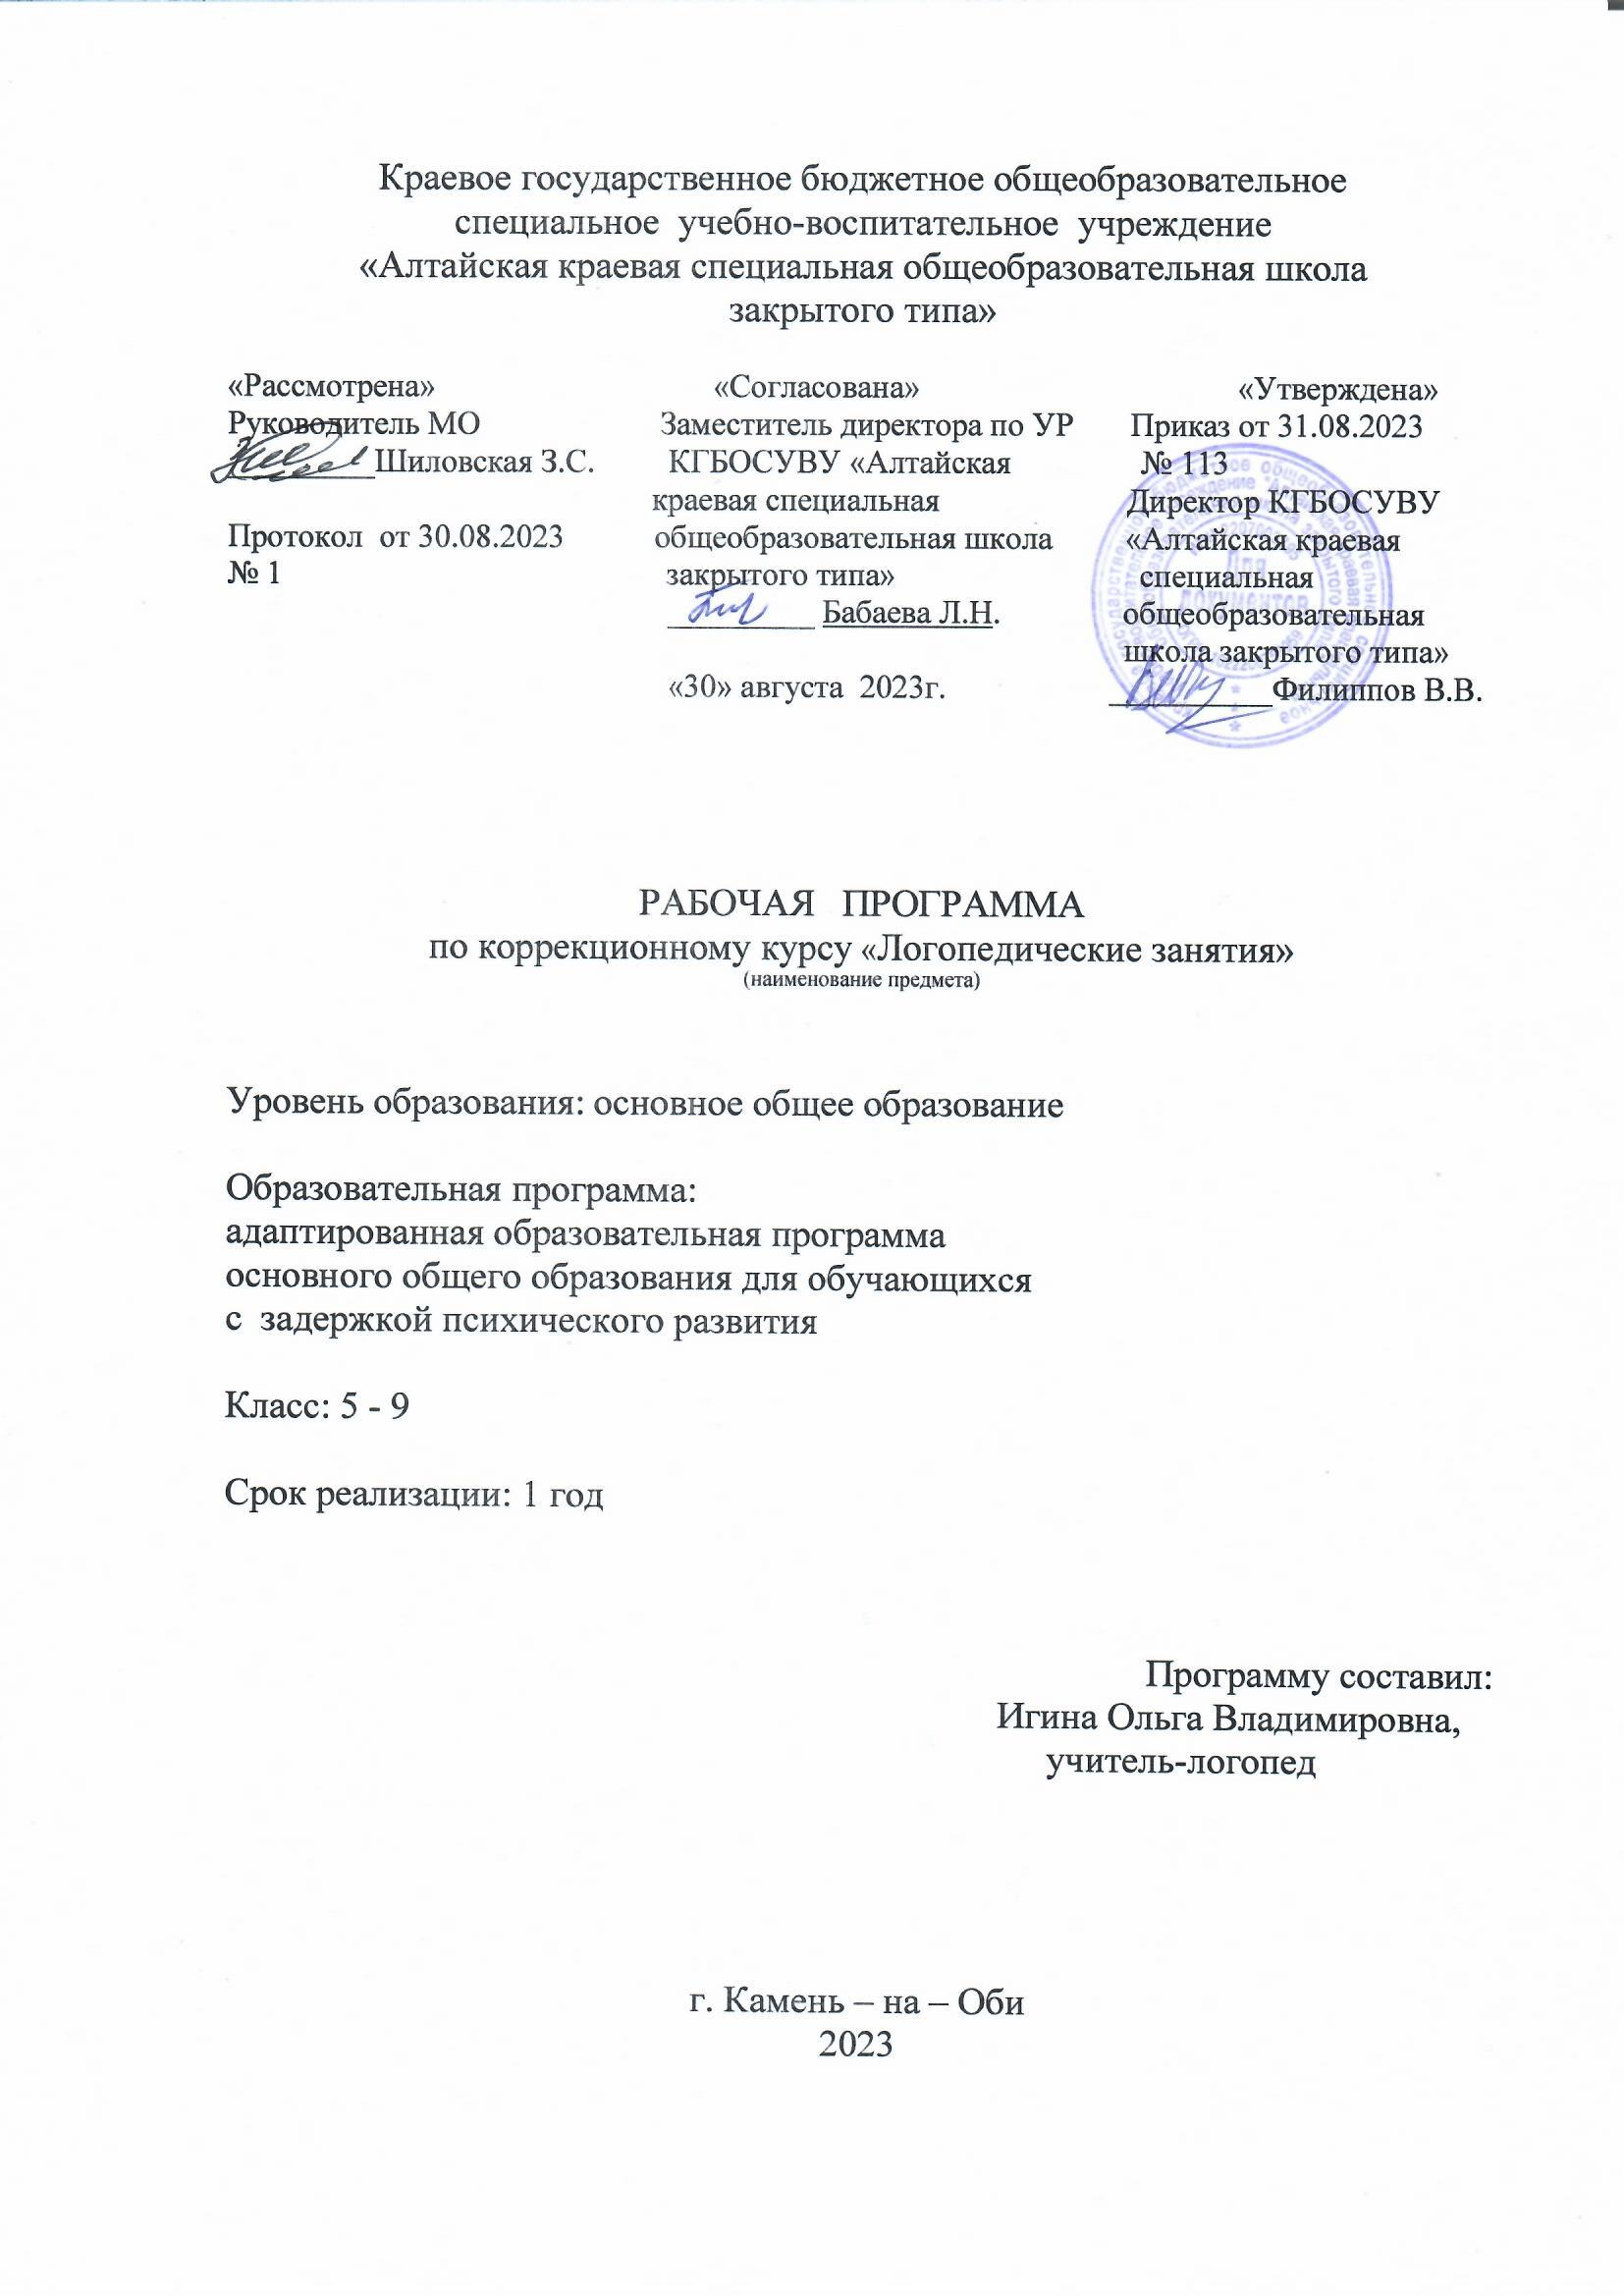 Краевое государственное бюджетное общеобразовательное
специальное учебно-воспитательное учреждение
«Алтайская краевая специальная общеобразовательная школа
закрытого типа»
«Рассмотрена»
Руководитель МО
Шиловская З.С.
Протокол от 30.08.2023
№ 1
«Согласована»
Заместитель директора по УР
КГБОСУВУ «Алтайская
краевая специальная
общеобразовательная школа
закрытого типа»
Бабаева Л.Н.
«30» августа 2023г.
«Утверждена»
Приказ от 31.08.2023
№ 113
Директор КГБОСУВУ
«Алтайская краевая
специальная
общеобразовательная
школа закрытого типа»
Филиппов В.В.
Для
документов
РАБОЧАЯ ПРОГРАММА
по коррекционному курсу «Логопедические занятия»
(наименование предмета)
Уровень образования: основное общее образование
Образовательная программа:
адаптированная образовательная программа
основного общего образования для обучающихся
с задержкой психического развития
Класс: 5 - 9
Срок реализации: 1 год
Программу составил:
Игина Ольга Владимировна,
учитель-логопед
г. Камень – на – Оби
2023